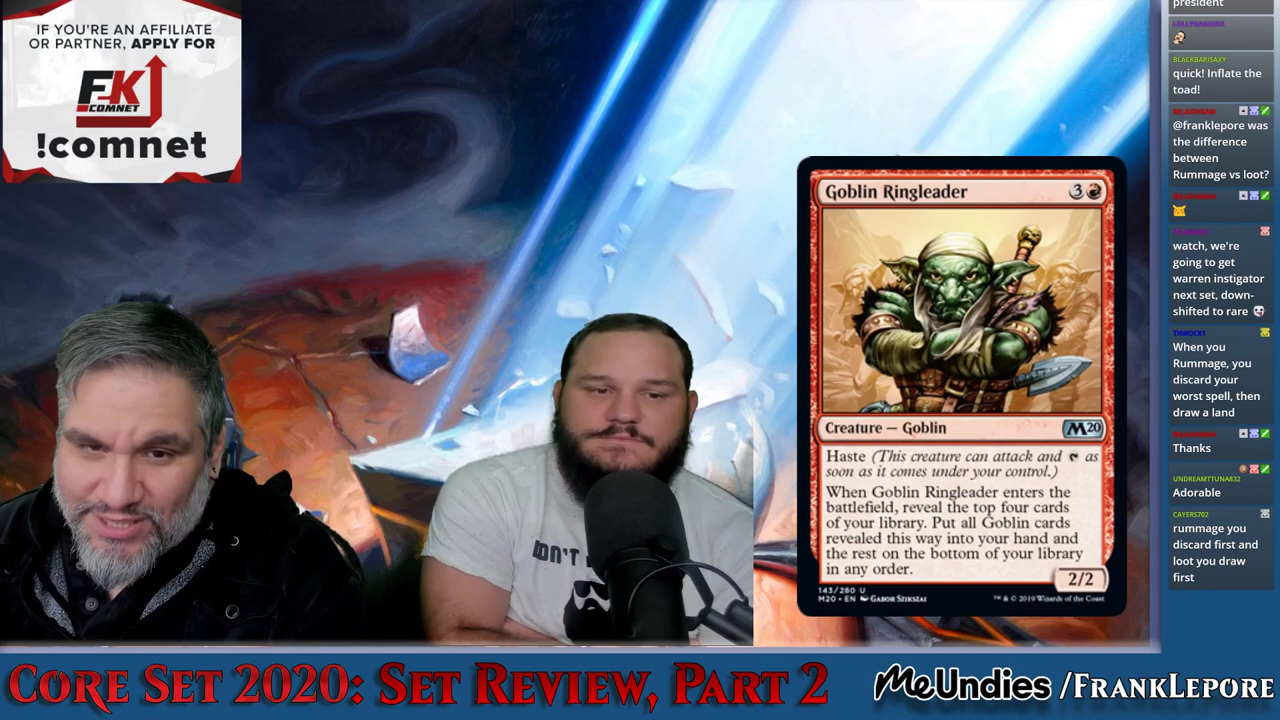 IF YOU'RE AN AFFILIATE
OR PARTNER, APPLY FOR
FK
COMNET
!comnet
DON'T
Goblin Ringleader 3
Creature — Goblin M20
Haste (This creature can attack and as
soon as it comes under your control.)
When Goblin Ringleader enters the
battlefield, reveal the top four cards
of your library. Put all Goblin cards
revealed this way into your hand and
the rest on the bottom of your library
in any order.
2/2
143/280 U
M20 • EN GABOR SZIKSZAI
™ & © 2019 Wizards of the Coast
president
LOLLYGAGGERX
BLACKBARISAXY
quick! Inflate the
toad!
@franklepore was
the difference
between
Rummage vs loot?
watch, we're
going to get
warren instigator
next set, down-
shifted to rare
THWOCK1
When you
Rummage, you
discard your
worst spell, then
draw a land
Thanks
UNDREAMTTUNA832
Adorable
CAYERS702
rummage you
discard first and
loot you draw
first
CORE SET 2020: SET REVIEW, PART 2
MeUndies /FRANKLEPORE